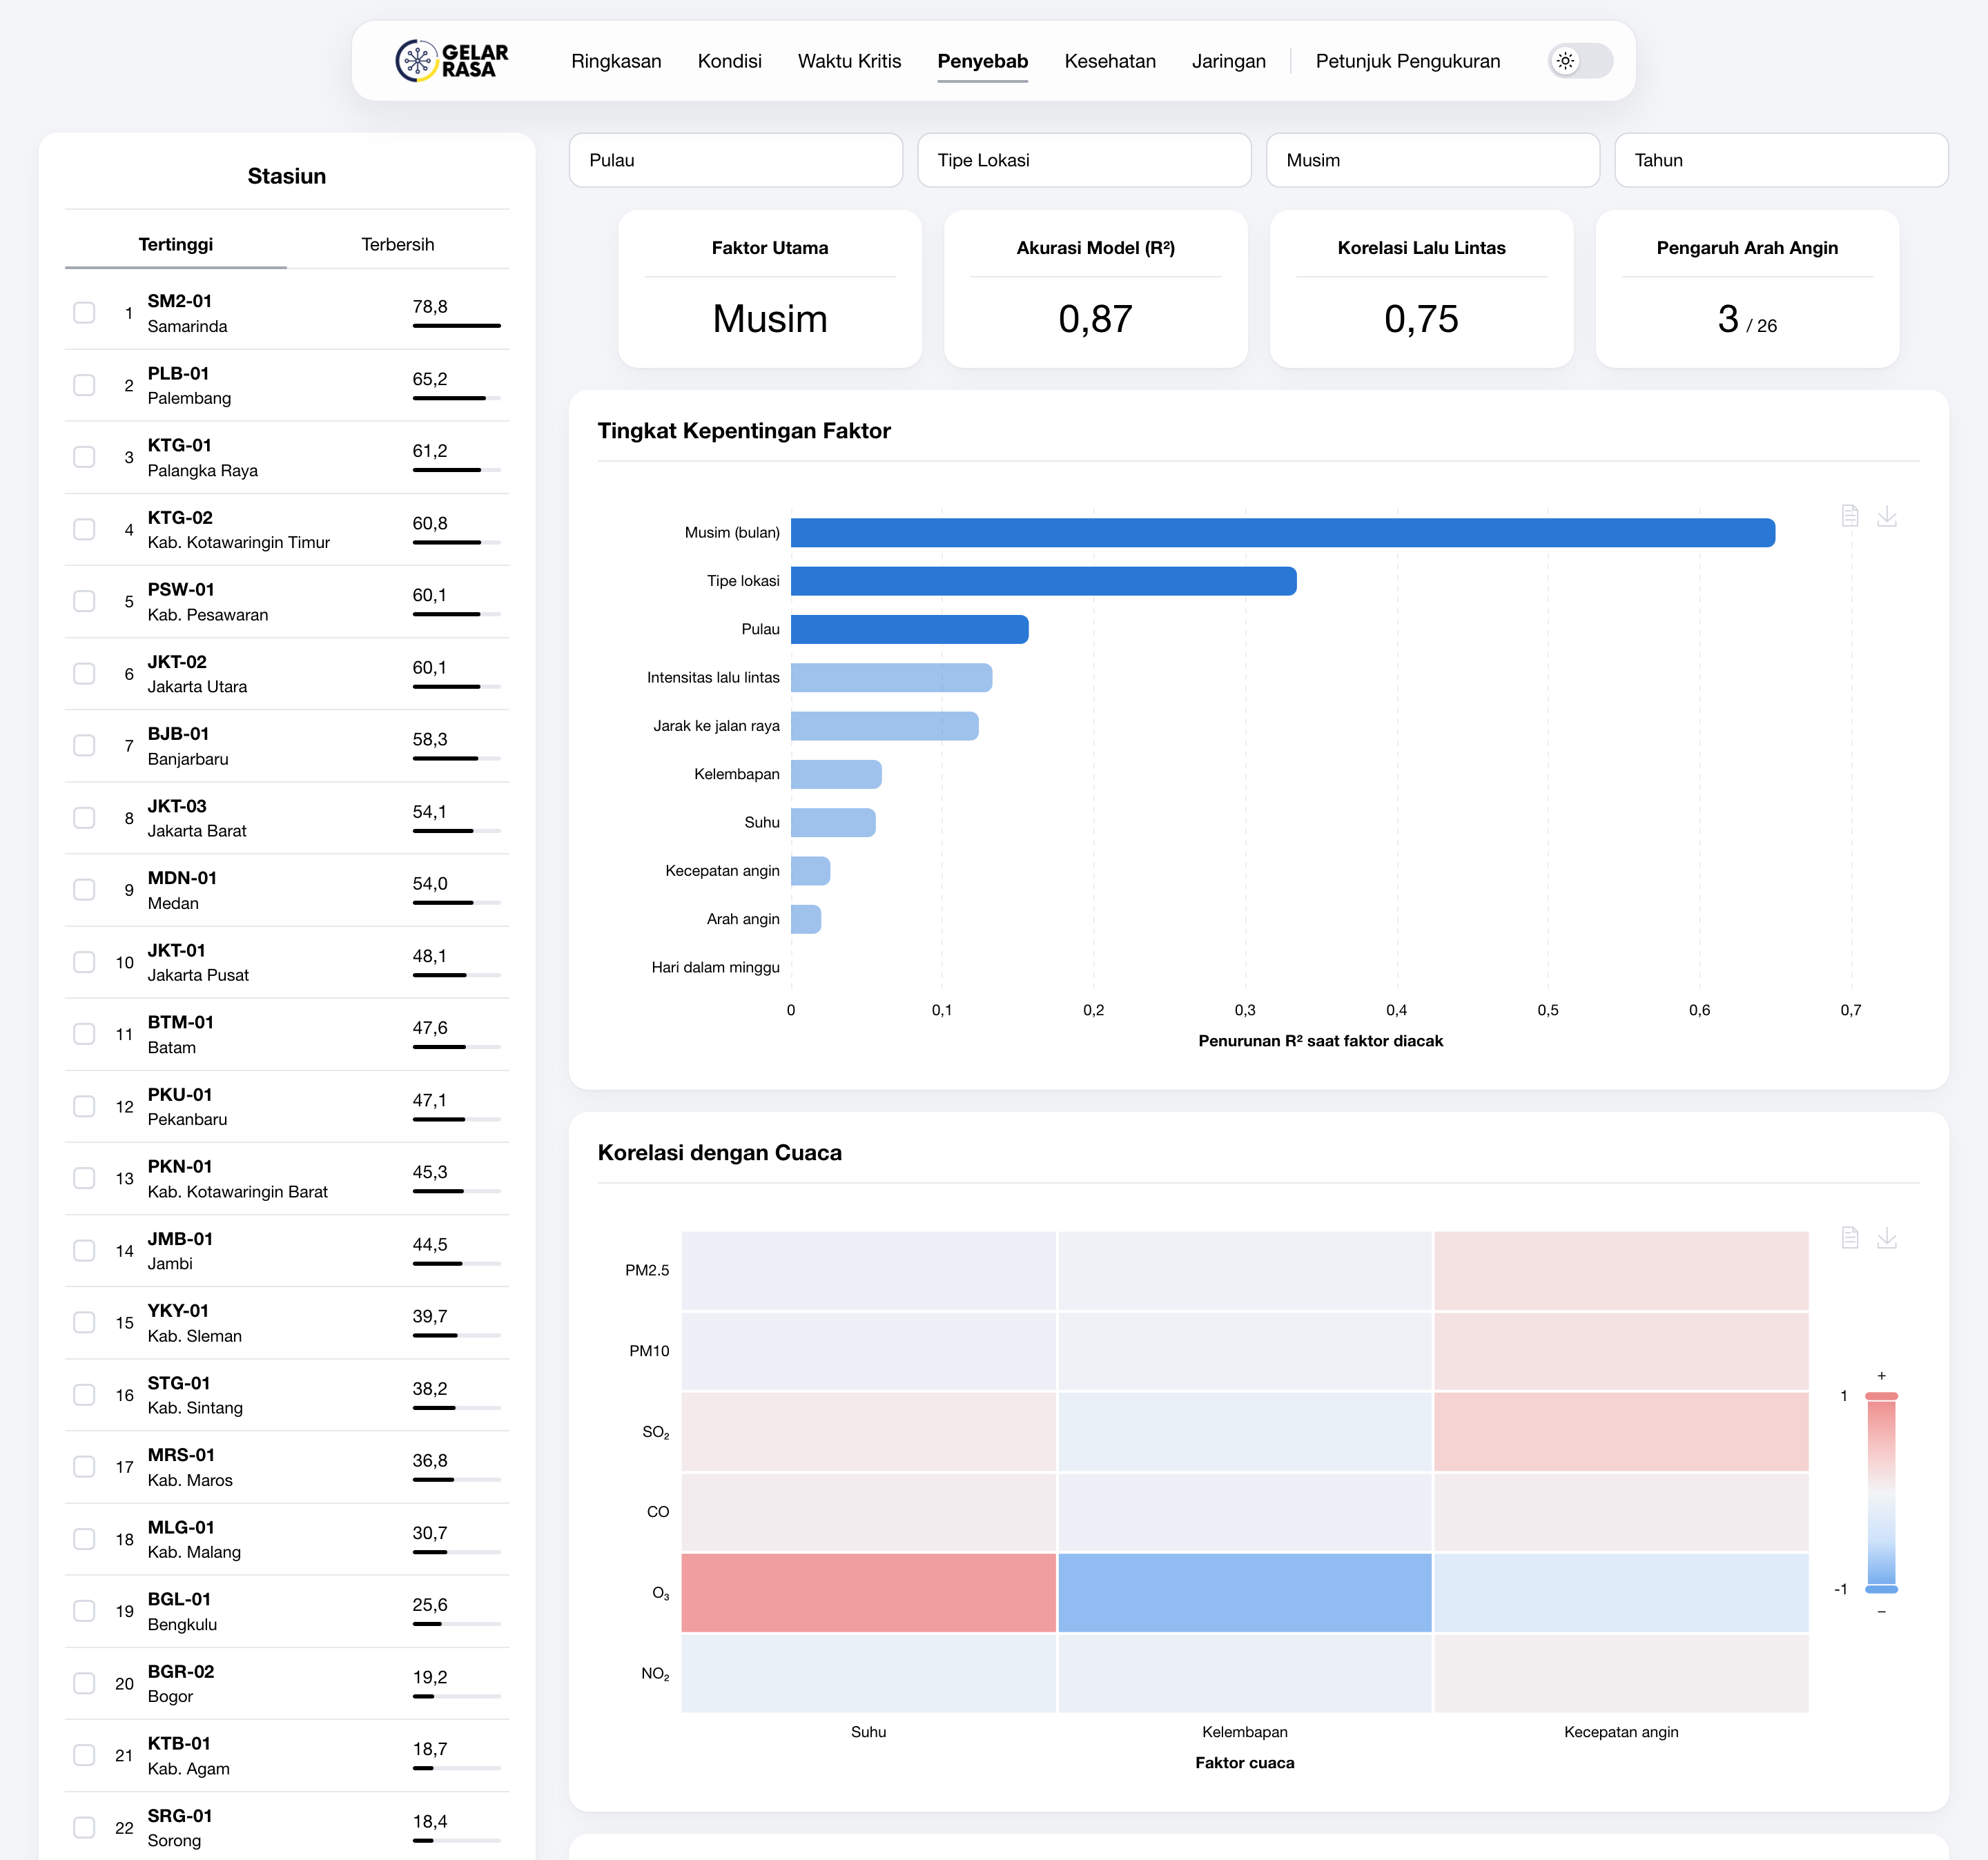 GELAR
RASA
Ringkasan
Kondisi
Waktu Kritis
Penyebab
Kesehatan
Jaringan
Petunjuk Pengukuran
Stasiun
Tertinggi
Terbersih
1 SM2-01 78,8
Samarinda
2 PLB-01 65,2
Palembang
3 KTG-01 61,2
Palangka Raya
4 KTG-02 60,8
Kab. Kotawaringin Timur
5 PSW-01 60,1
Kab. Pesawaran
6 JKT-02 60,1
Jakarta Utara
7 BJB-01 58,3
Banjarbaru
8 JKT-03 54,1
Jakarta Barat
9 MDN-01 54,0
Medan
10 JKT-01 48,1
Jakarta Pusat
11 BTM-01 47,6
Batam
12 PKU-01 47,1
Pekanbaru
13 PKN-01 45,3
Kab. Kotawaringin Barat
14 JMB-01 44,5
Jambi
15 YKY-01 39,7
Kab. Sleman
16 STG-01 38,2
Kab. Sintang
17 MRS-01 36,8
Kab. Maros
18 MLG-01 30,7
Kab. Malang
19 BGL-01 25,6
Bengkulu
20 BGR-02 19,2
Bogor
21 KTB-01 18,7
Kab. Agam
22 SRG-01 18,4
Sorong
Pulau
Tipe Lokasi
Musim
Tahun
Faktor Utama
Musim
Akurasi Model (R²)
0,87
Korelasi Lalu Lintas
0,75
Pengaruh Arah Angin
3 / 26
Tingkat Kepentingan Faktor
Musim (bulan)
Tipe lokasi
Pulau
Intensitas lalu lintas
Jarak ke jalan raya
Kelembapan
Suhu
Kecepatan angin
Arah angin
Hari dalam minggu
0 0,1 0,2 0,3 0,4 0,5 0,6 0,7
Penurunan R² saat faktor diacak
Korelasi dengan Cuaca
PM2.5
PM10
SO₂
CO
O₃
NO₂
Suhu Kelembapan Kecepatan angin
Faktor cuaca
+
1
-1
−